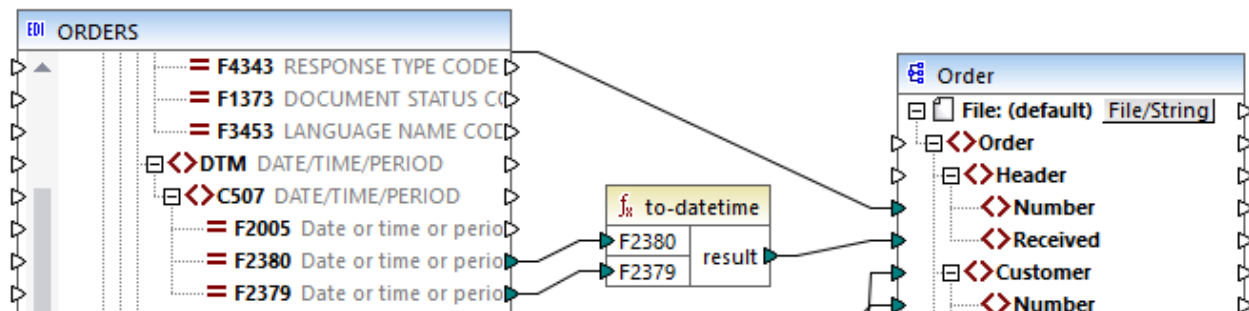 EDI ORDERS
F4343 RESPONSE TYPE CODE
F1373 DOCUMENT STATUS CO
F3453 LANGUAGE NAME COD
DTM DATE/TIME/PERIOD
C507 DATE/TIME/PERIOD
F2005 Date or time or perio
F2380 Date or time or perio
F2379 Date or time or perio
fx to-datetime
F2380
F2379
result
Order
File: (default) File/String
Order
Header
Number
Received
Customer
Number